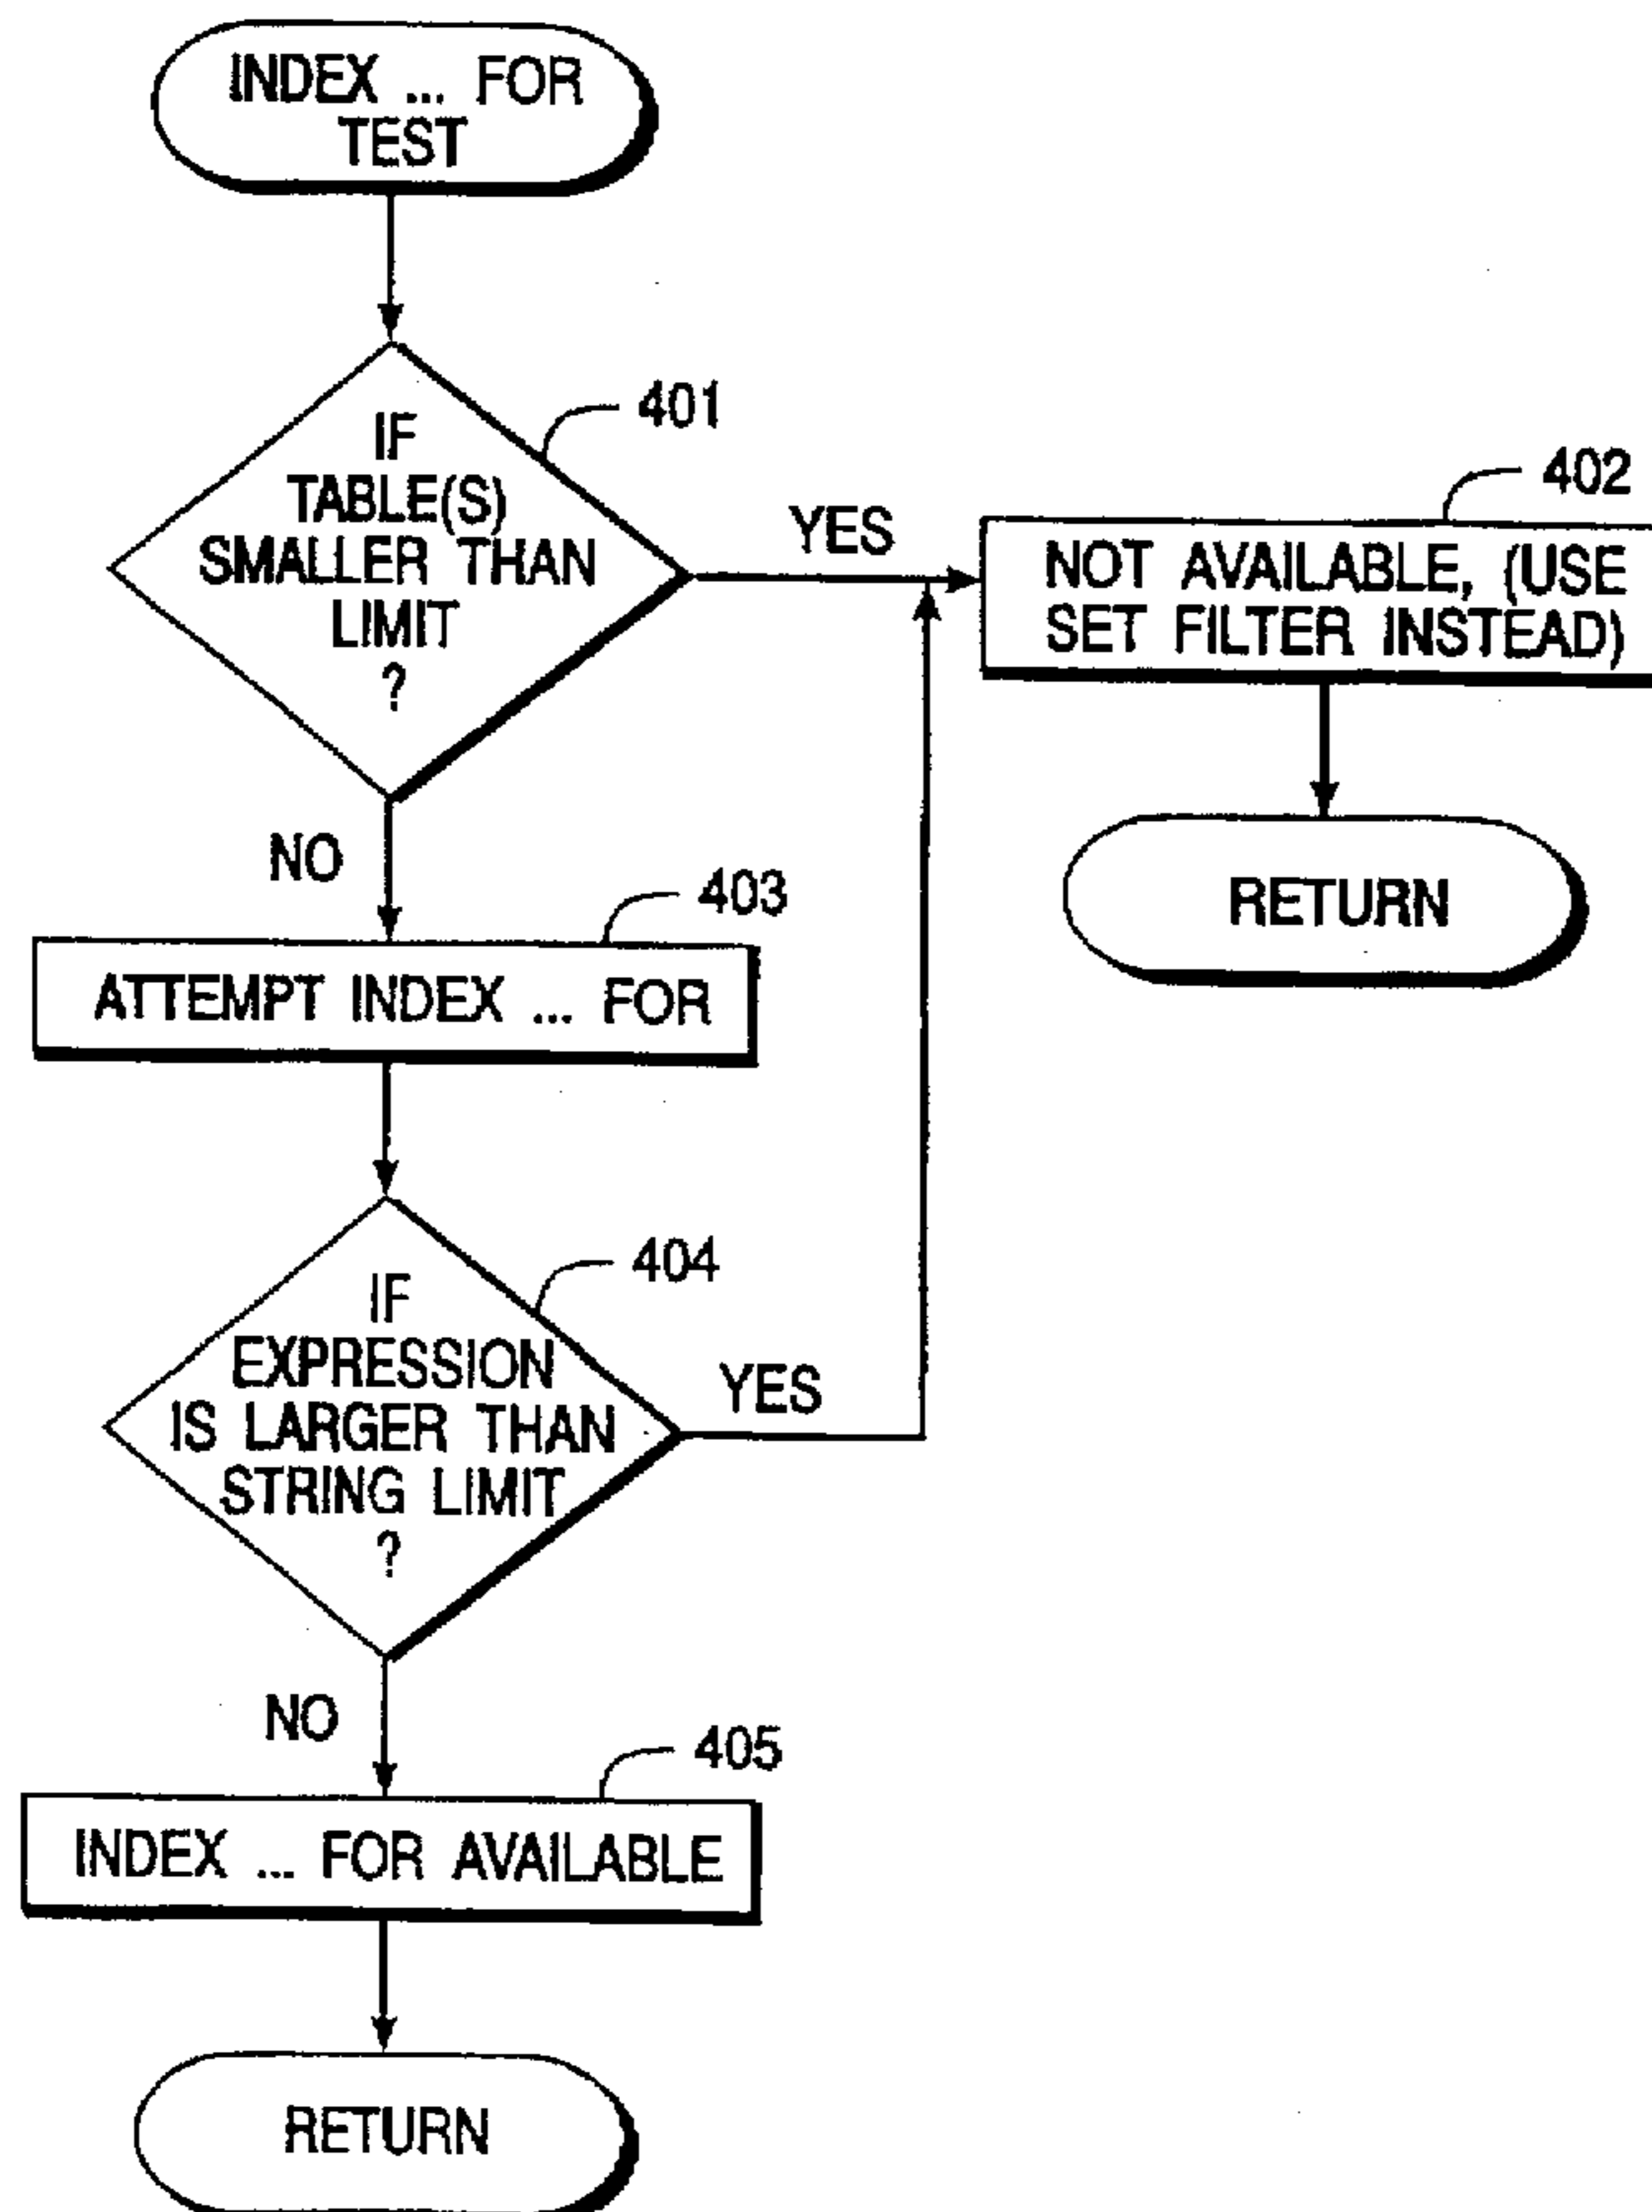 INDEX ... FOR
TEST
401
IF
TABLE(S)
SMALLER THAN
LIMIT
?
YES
402
NOT AVAILABLE, (USE
SET FILTER INSTEAD)
RETURN
NO
403
ATTEMPT INDEX ... FOR
404
IF
EXPRESSION
IS LARGER THAN
STRING LIMIT
?
YES
NO
405
INDEX ... FOR AVAILABLE
RETURN